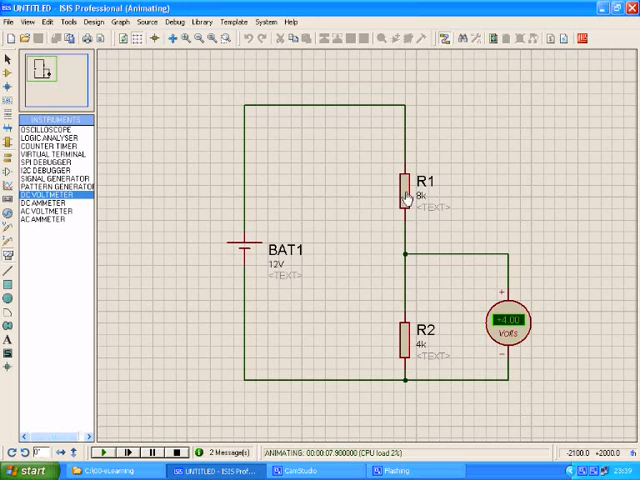 UNTITLED - ISIS Professional (Animating)
File View Edit Tools Design Graph Source Debug Library Template System Help
INSTRUMENTS
OSCILLOSCOPE
LOGIC ANALYSER
COUNTER TIMER
VIRTUAL TERMINAL
SPI DEBUGGER
I2C DEBUGGER
SIGNAL GENERATOR
PATTERN GENERATOR
DC VOLTMETER
DC AMMETER
AC VOLTMETER
AC AMMETER
R1
8k
<TEXT>
BAT1
12V
<TEXT>
R2
4k
<TEXT>
+
+4.00
Volts
-
0°
2 Message(s)
ANIMATING: 00:00:07.900000 (CPU load 2%)
-2100.0 +2000.0 th
start
C:\00-eLearning
UNTITLED - ISIS Prof...
CamStudio
Flashing
23:39